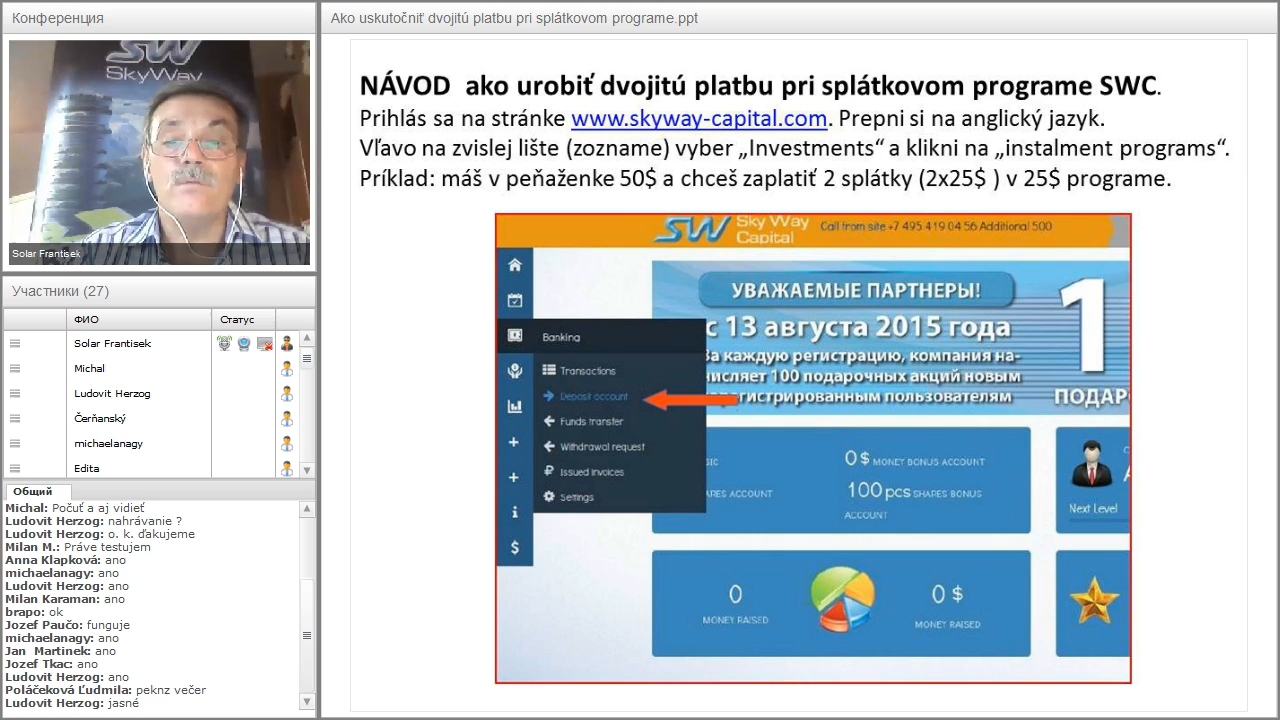 Конференция
SW
SkyWay
Solar Frantisek
Участники (27)
ФИО
Статус
Solar Frantisek
Michal
Ludovit Herzog
Čerňanský
michaelanagy
Edita
Общий
Michal: Počuť a aj vidieť
Ludovit Herzog: nahrávanie ?
Ludovit Herzog: o. k. ďakujeme
Milan M.: Práve testujem
Anna Klapková: ano
michaelanagy: ano
Ludovit Herzog: ano
Milan Karaman: ano
brapo: ok
Jozef Paučo: funguje
michaelanagy: ano
Jan Martinek: ano
Jozef Tkac: ano
Ludovit Herzog: ano
Poláčeková Ľudmila: peknz večer
Ludovit Herzog: jasné
Ako uskutočniť dvojitú platbu pri splátkovom programe.ppt
NÁVOD ako urobiť dvojitú platbu pri splátkovom programe SWC.
Prihlás sa na stránke www.skyway-capital.com. Prepni si na anglický jazyk.
Vľavo na zvislej lište (zozname) vyber „Investments“ a klikni na „instalment programs“.
Príklad: máš v peňaženke 50$ a chceš zaplatiť 2 splátky (2x25$ ) v 25$ programe.
SW Sky Way Capital
Call from site +7 495 419 04 56 Additional 500
УВАЖАЕМЫЕ ПАРТНЕРЫ!
с 13 августа 2015 года
За каждую регистрацию, компания на-
числяет 100 подарочных акций новым
регистрированным пользователям
1
ПОДАР
Banking
Transactions
Deposit account
Funds transfer
Withdrawal request
Issued invoices
Settings
0 $ MONEY BONUS ACCOUNT
ARES ACCOUNT
100 pcs SHARES BONUS
ACCOUNT
Next Level
0
MONEY RAISED
0 $
MONEY RAISED